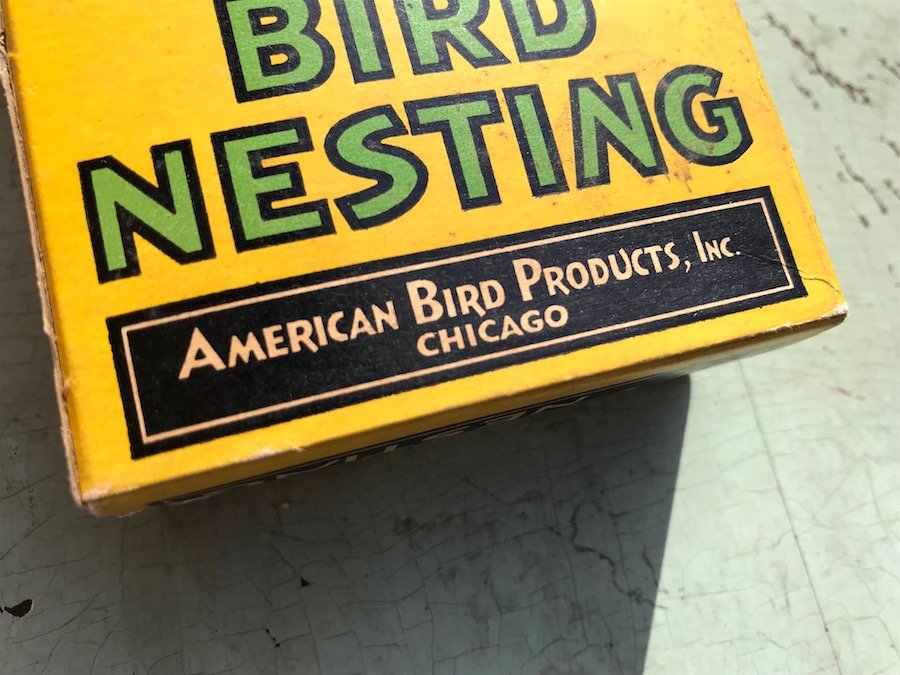 BIRD
NESTING
AMERICAN BIRD PRODUCTS, INC.
CHICAGO